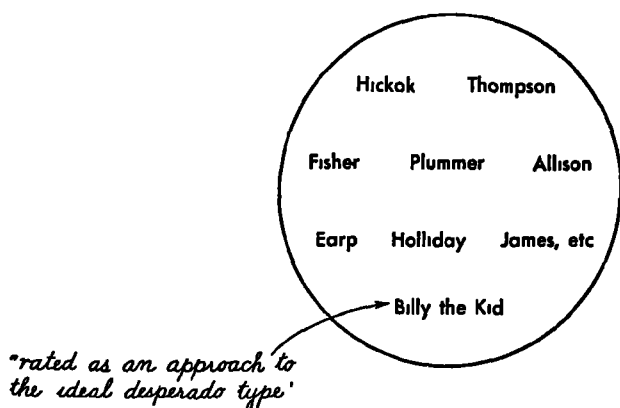 Hickok Thompson
Fisher Plummer Allison
Earp Holliday James, etc
Billy the Kid
"rated as an approach to
the ideal desperado type'